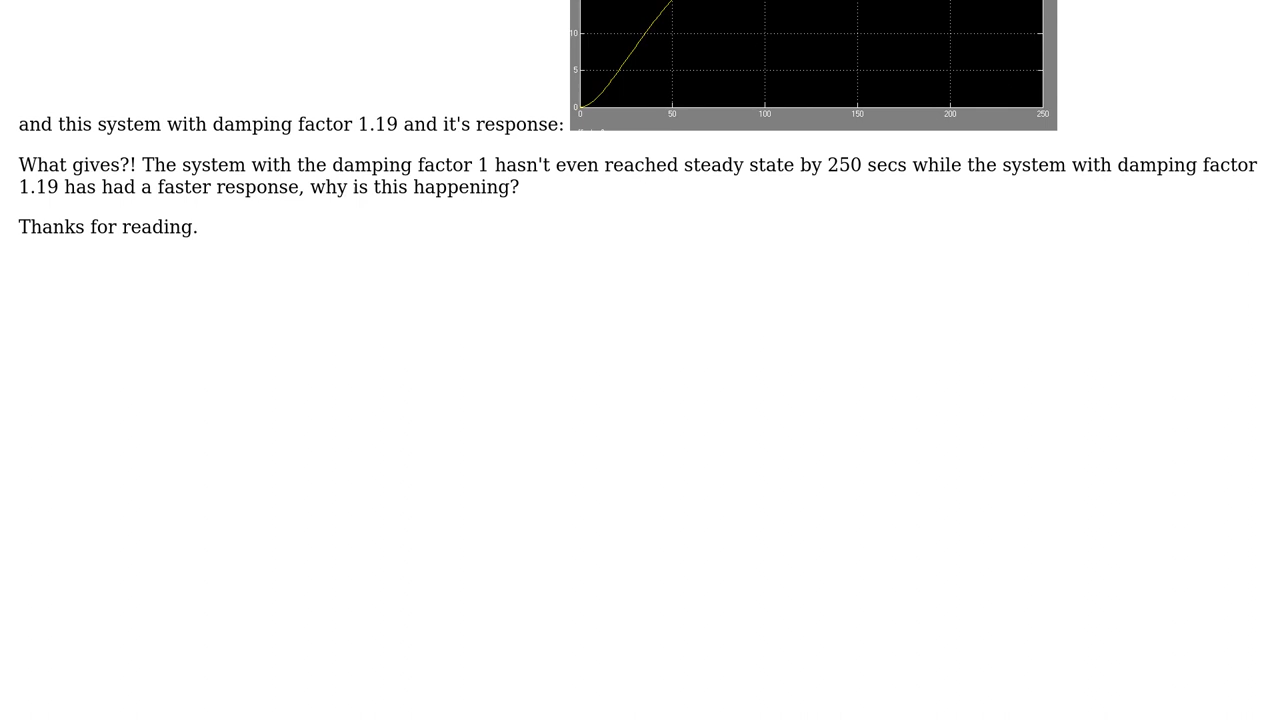 10
5
0
0 50 100 150 200 250
and this system with damping factor 1.19 and it's response:
What gives?! The system with the damping factor 1 hasn't even reached steady state by 250 secs while the system with damping factor
1.19 has had a faster response, why is this happening?
Thanks for reading.